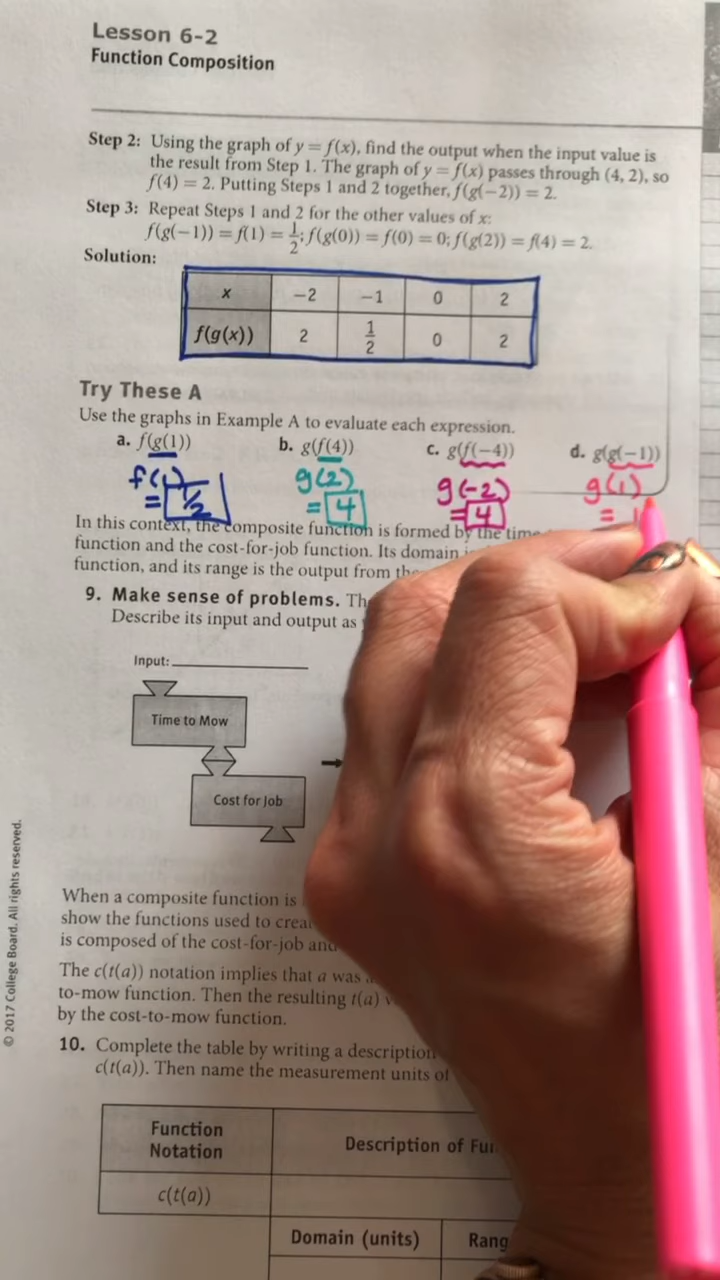 Lesson 6-2
Function Composition
Step 2: Using the graph of y = f(x), find the output when the input value is
the result from Step 1. The graph of y = f(x) passes through (4, 2), so
f(4) = 2. Putting Steps 1 and 2 together, f(g(−2)) = 2.
Step 3: Repeat Steps 1 and 2 for the other values of x:
f(g(−1)) = f(1) = 1/2; f(g(0)) = f(0) = 0; f(g(2)) = f(4) = 2.
Solution:
x −2 −1 0 2
f(g(x)) 2 1/2 0 2
Try These A
Use the graphs in Example A to evaluate each expression.
a. f(g(1)) b. g(f(4)) c. g(f(−4)) d. g(g(−1))
f(1) g(2) g(-2) g(1)
= 1/2 = 4 = 4 = 1
In this context, the composite function is formed by the time
function and the cost-for-job function. Its domain
function, and its range is the output from the
9. Make sense of problems. Th
Describe its input and output as
Input:
Time to Mow
Cost for Job
When a composite function is
show the functions used to crea
is composed of the cost-for-job and
The c(t(a)) notation implies that a was
to-mow function. Then the resulting t(a)
by the cost-to-mow function.
10. Complete the table by writing a description
c(t(a)). Then name the measurement units of
Function
Notation
Description of Fu
c(t(a))
Domain (units) Rang
© 2017 College Board. All rights reserved.